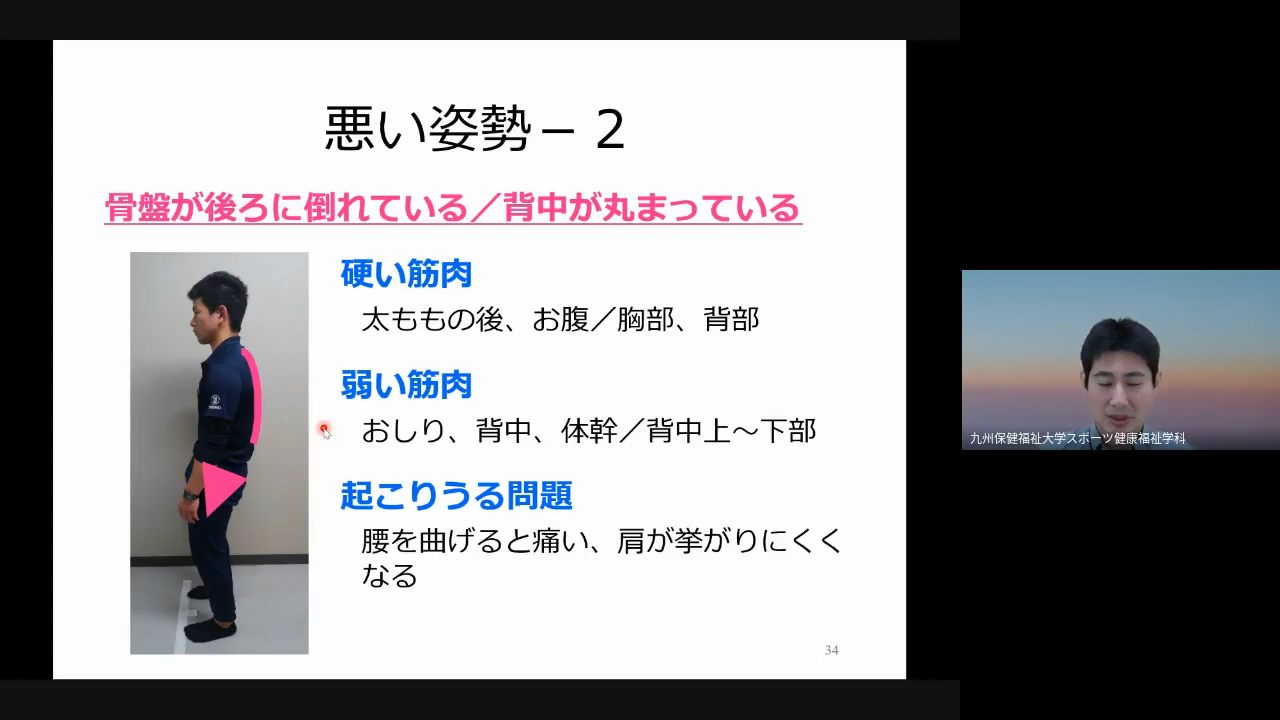 悪い姿勢－２
骨盤が後ろに倒れている／背中が丸まっている
硬い筋肉
太ももの後、お腹／胸部、背部
弱い筋肉
おしり、背中、体幹／背中上～下部
起こりうる問題
腰を曲げると痛い、肩が挙がりにくく
なる
34
九州保健福祉大学スポーツ健康福祉学科